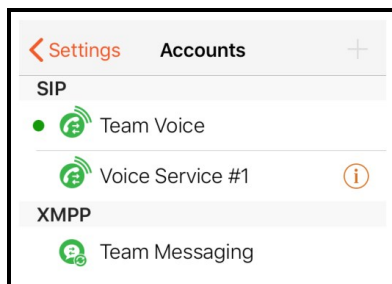 Settings Accounts
SIP
Team Voice
Voice Service #1
XMPP
Team Messaging